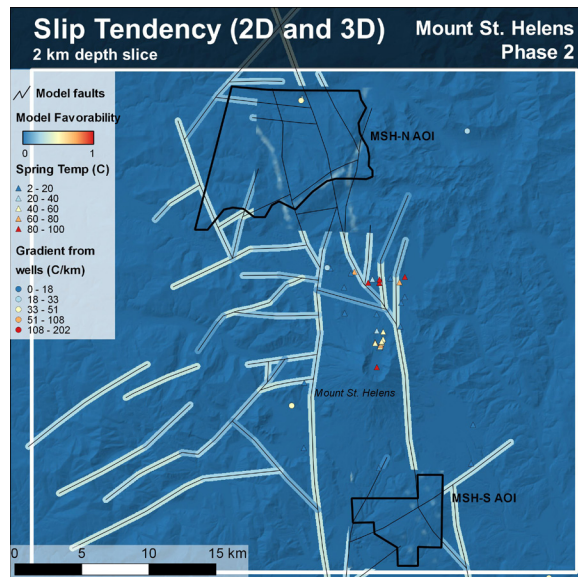 Slip Tendency (2D and 3D)
2 km depth slice
Mount St. Helens
Phase 2
Model faults
Model Favorability
0 1
Spring Temp (C)
2 - 20
20 - 40
40 - 60
60 - 80
80 - 100
Gradient from
wells (C/km)
0 - 18
18 - 33
33 - 51
51 - 108
108 - 202
MSH-N AOI
Mount St. Helens
MSH-S AOI
0 5 10 15 km